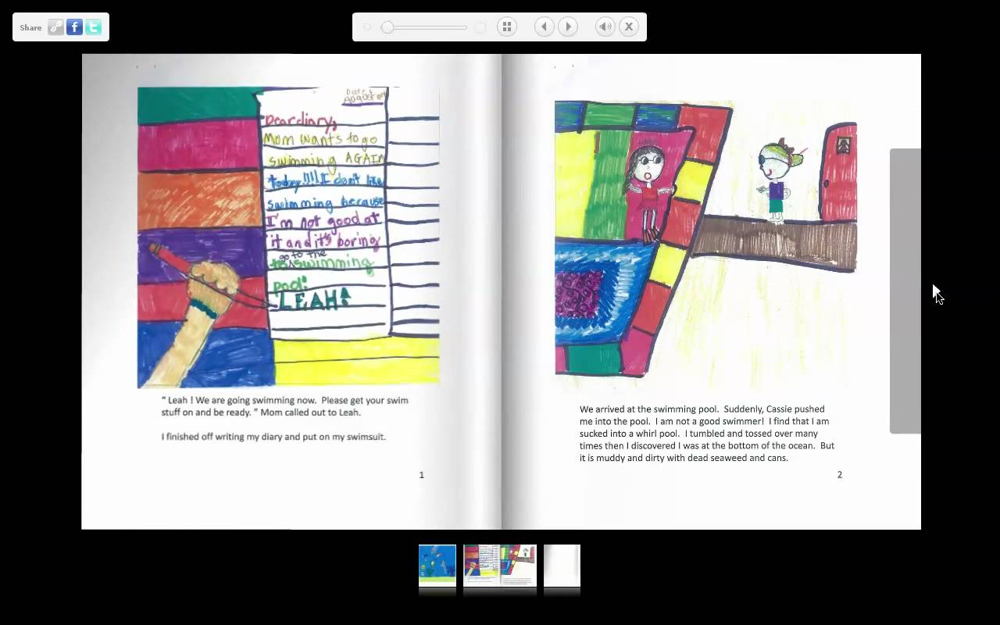 Share
Date
August 04
Dear diary,
Mom wants to go
swimming AGAIN
today!!!! I don't like
swimming because
I'm not good at
it and it's boring
go to the
to swimming
pool!
LEAH!
“ Leah ! We are going swimming now. Please get your swim
stuff on and be ready. ” Mom called out to Leah.
I finished off writing my diary and put on my swimsuit.
1
We arrived at the swimming pool. Suddenly, Cassie pushed
me into the pool. I am not a good swimmer! I find that I am
sucked into a whirl pool. I tumbled and tossed over many
times then I discovered I was at the bottom of the ocean. But
it is muddy and dirty with dead seaweed and cans.
2